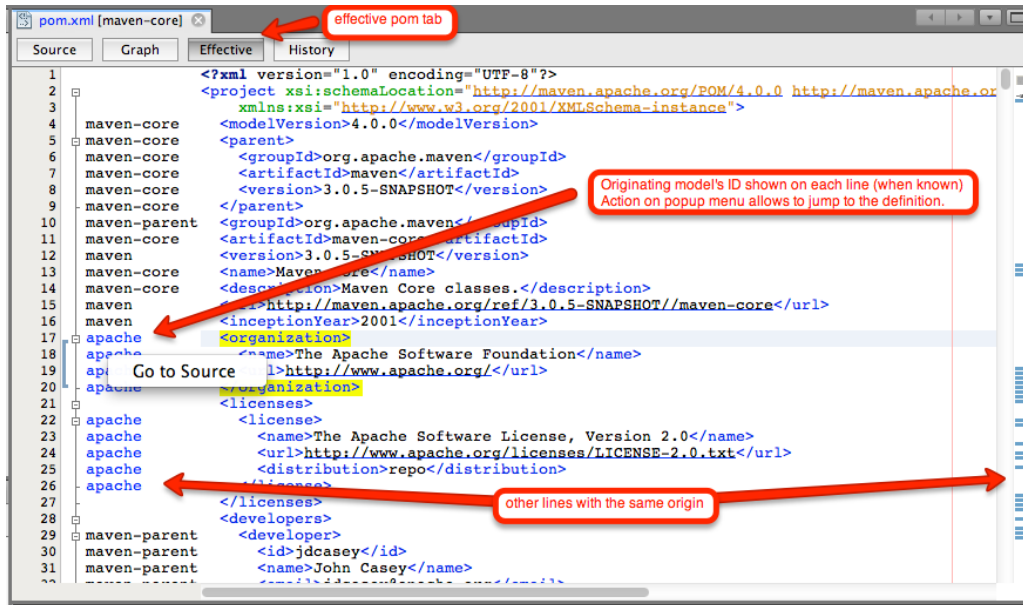 pom.xml [maven-core]
effective pom tab
Source Graph Effective History
1 <?xml version="1.0" encoding="UTF-8"?>
2 <project xsi:schemaLocation="http://maven.apache.org/POM/4.0.0 http://maven.apache.or
3 xmlns:xsi="http://www.w3.org/2001/XMLSchema-instance">
4 maven-core <modelVersion>4.0.0</modelVersion>
5 maven-core <parent>
6 maven-core <groupId>org.apache.maven</groupId>
7 maven-core <artifactId>maven</artifactId>
8 maven-core <version>3.0.5-SNAPSHOT</version>
9 maven-core </parent>
Originating model's ID shown on each line (when known)
Action on popup menu allows to jump to the definition.
10 maven-parent <groupId>org.apache.maven</groupId>
11 maven-core <artifactId>maven-core</artifactId>
12 maven <version>3.0.5-SNAPSHOT</version>
13 maven-core <name>Maven Core</name>
14 maven-core <description>Maven Core classes.</description>
15 maven http://maven.apache.org/ref/3.0.5-SNAPSHOT//maven-core</url>
16 maven <inceptionYear>2001</inceptionYear>
17 apache <organization>
18 apache <name>The Apache Software Foundation</name>
Go to Source
19 http://www.apache.org/</url>
20 apache </organization>
21 <licenses>
22 apache <license>
23 apache <name>The Apache Software License, Version 2.0</name>
24 apache <url>http://www.apache.org/licenses/LICENSE-2.0.txt</url>
25 apache <distribution>repo</distribution>
26 apache </license>
27 </licenses>
other lines with the same origin
28 <developers>
29 maven-parent <developer>
30 maven-parent <id>jdcasey</id>
31 maven-parent <name>John Casey</name>